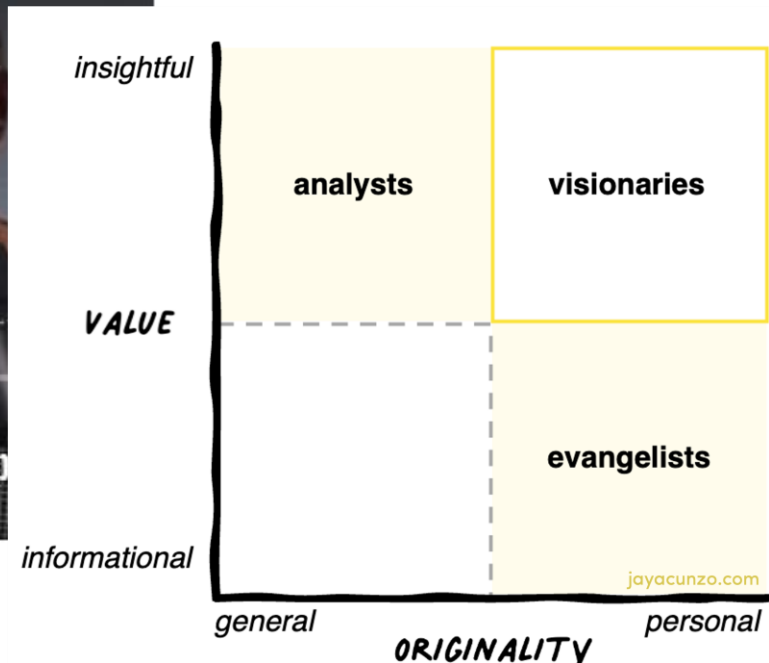 insightful
analysts
visionaries
VALUE
evangelists
informational
jayacunzo.com
general
personal
ORIGINALITY